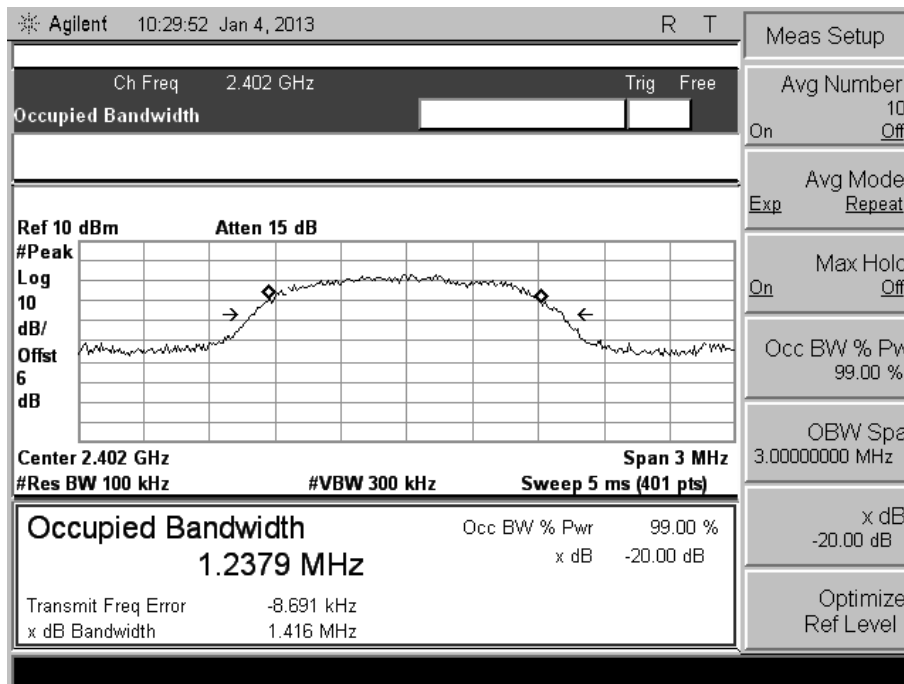 Agilent 10:29:52 Jan 4, 2013 R T
Ch Freq 2.402 GHz Trig Free
Occupied Bandwidth
Ref 10 dBm Atten 15 dB
#Peak
Log
10
dB/
Offst
6
dB
Center 2.402 GHz Span 3 MHz
#Res BW 100 kHz #VBW 300 kHz Sweep 5 ms (401 pts)
Occupied Bandwidth Occ BW % Pwr 99.00 %
1.2379 MHz x dB -20.00 dB
Transmit Freq Error -8.691 kHz
x dB Bandwidth 1.416 MHz
Meas Setup
Avg Number
10
On Off
Avg Mode
Exp Repeat
Max Hold
On Off
Occ BW % Pw
99.00 %
OBW Spa
3.00000000 MHz
x dB
-20.00 dB
Optimize
Ref Level